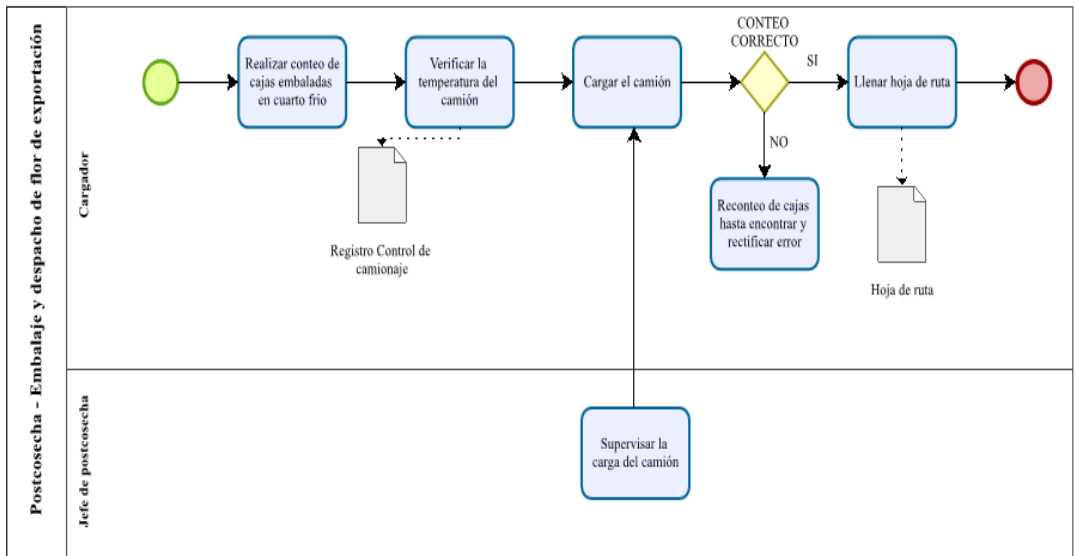 Postcosecha - Embalaje y despacho de flor de exportación
Cargador
Realizar conteo de
cajas embaladas
en cuarto frio
Verificar la
temperatura del
camión
Cargar el camión
CONTEO
CORRECTO
SI
Llenar hoja de ruta
NO
Registro Control de
camionaje
Reconteo de cajas
hasta encontrar y
rectificar error
Hoja de ruta
Jefe de postcosecha
Supervisar la
carga del camión